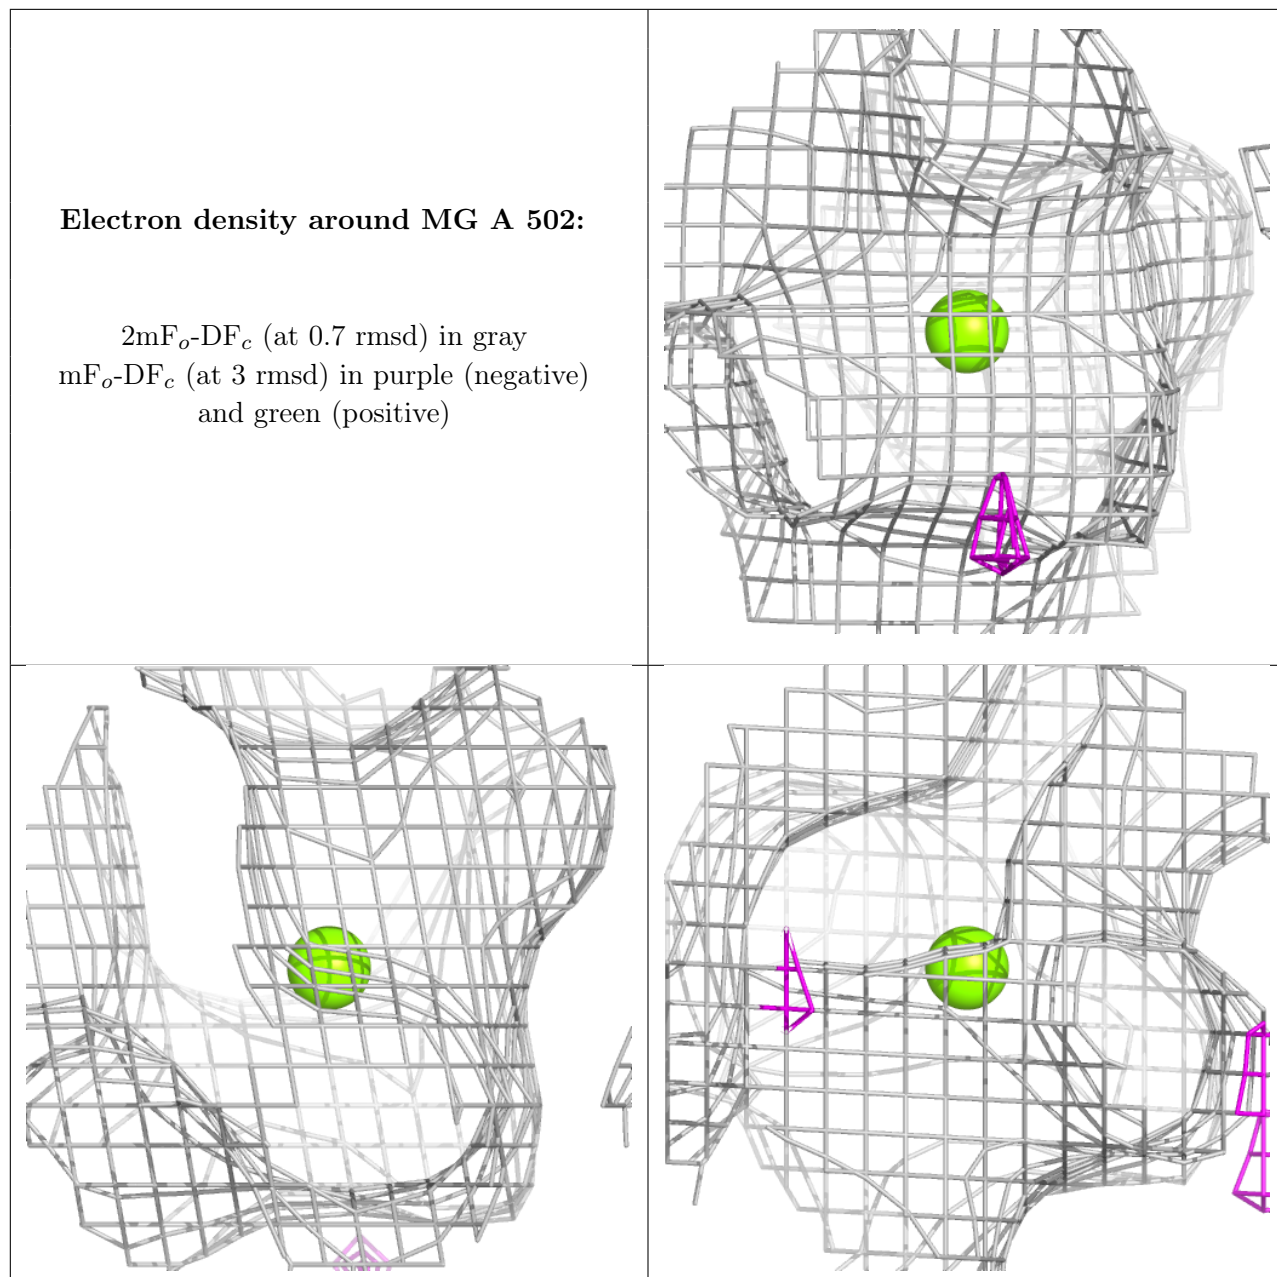 Electron density around MG A 502:
2mFₒ-DF𝒸 (at 0.7 rmsd) in gray
mFₒ-DF𝒸 (at 3 rmsd) in purple (negative)
and green (positive)